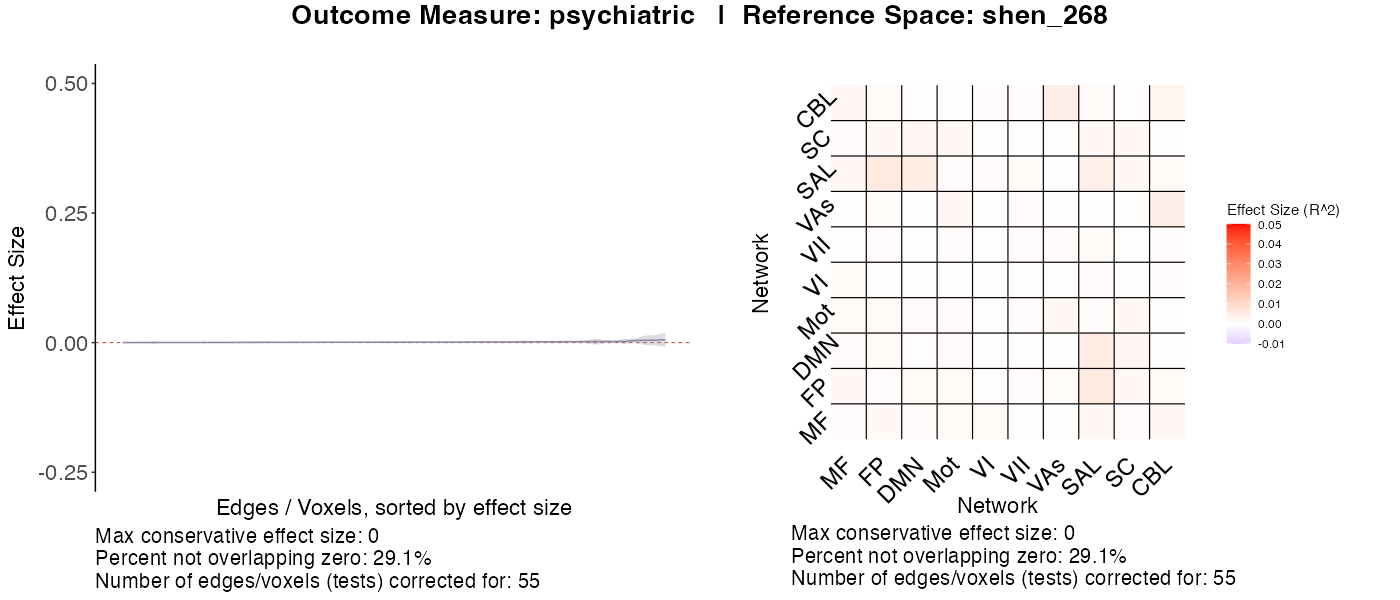 Outcome Measure: psychiatric | Reference Space: shen_268
Effect Size
0.50
0.25
0.00
-0.25
Edges / Voxels, sorted by effect size
Max conservative effect size: 0
Percent not overlapping zero: 29.1%
Number of edges/voxels (tests) corrected for: 55
Network
CBL
SC
SAL
VAs
VII
VI
Mot
DMN
FP
MF
MF FP DMN Mot VI VII VAs SAL SC CBL
Network
Max conservative effect size: 0
Percent not overlapping zero: 29.1%
Number of edges/voxels (tests) corrected for: 55
Effect Size (R^2)
0.05
0.04
0.03
0.02
0.01
0.00
-0.01